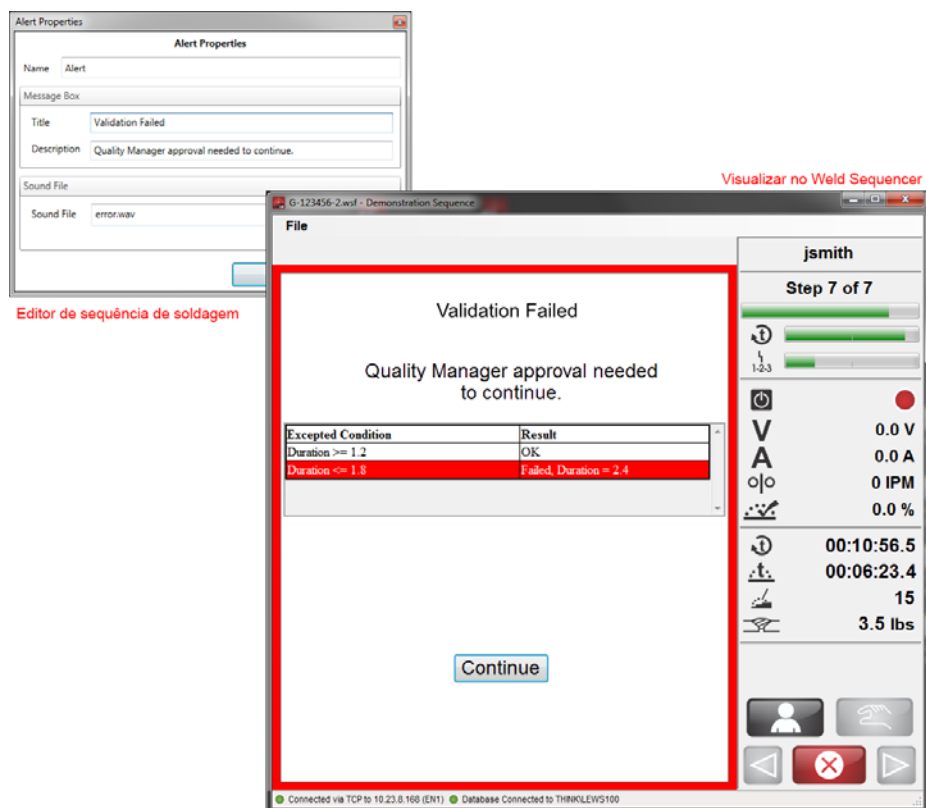 Alert Properties
Alert Properties
Name Alert
Message Box
Title Validation Failed
Description Quality Manager approval needed to continue.
Sound File
Sound File error.wav
Editor de sequência de soldagem
Visualizar no Weld Sequencer
G-123456-2.wsf - Demonstration Sequence
File
Validation Failed
Quality Manager approval needed
to continue.
Excepted Condition Result
Duration >= 1.2 OK
Duration <= 1.8 Failed, Duration = 2.4
Continue
jsmith
Step 7 of 7
t
1-2-3
V 0.0 V
A 0.0 A
0 IPM
0.0 %
t 00:10:56.5
t 00:06:23.4
15
3.5 lbs
Connected via TCP to 10.23.8.168 (EN1) Database Connected to THINK\LEWS100